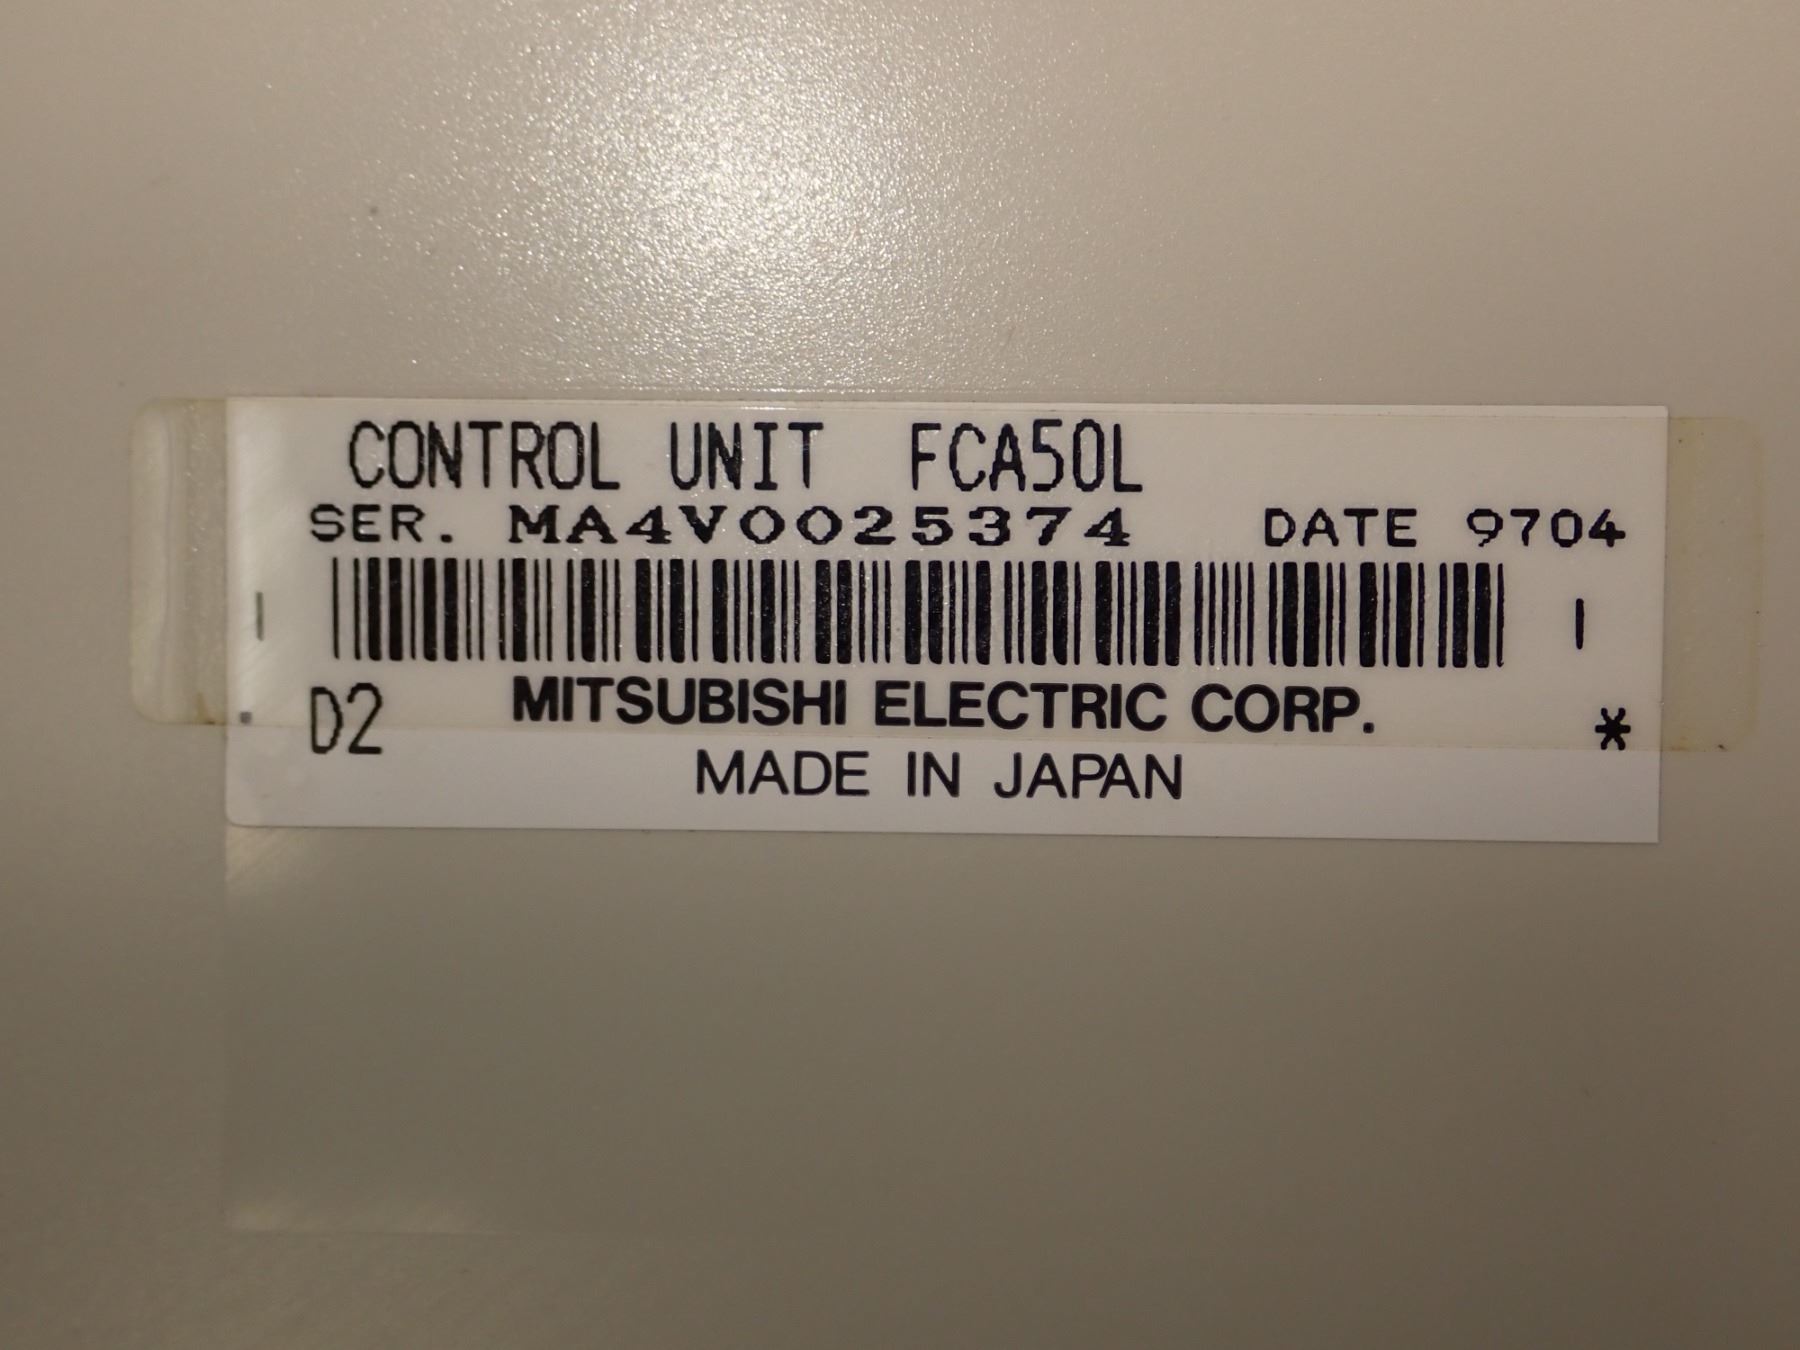 CONTROL UNIT FCA50L
SER. MA4V0025374 DATE 9704
D2 MITSUBISHI ELECTRIC CORP. *
MADE IN JAPAN